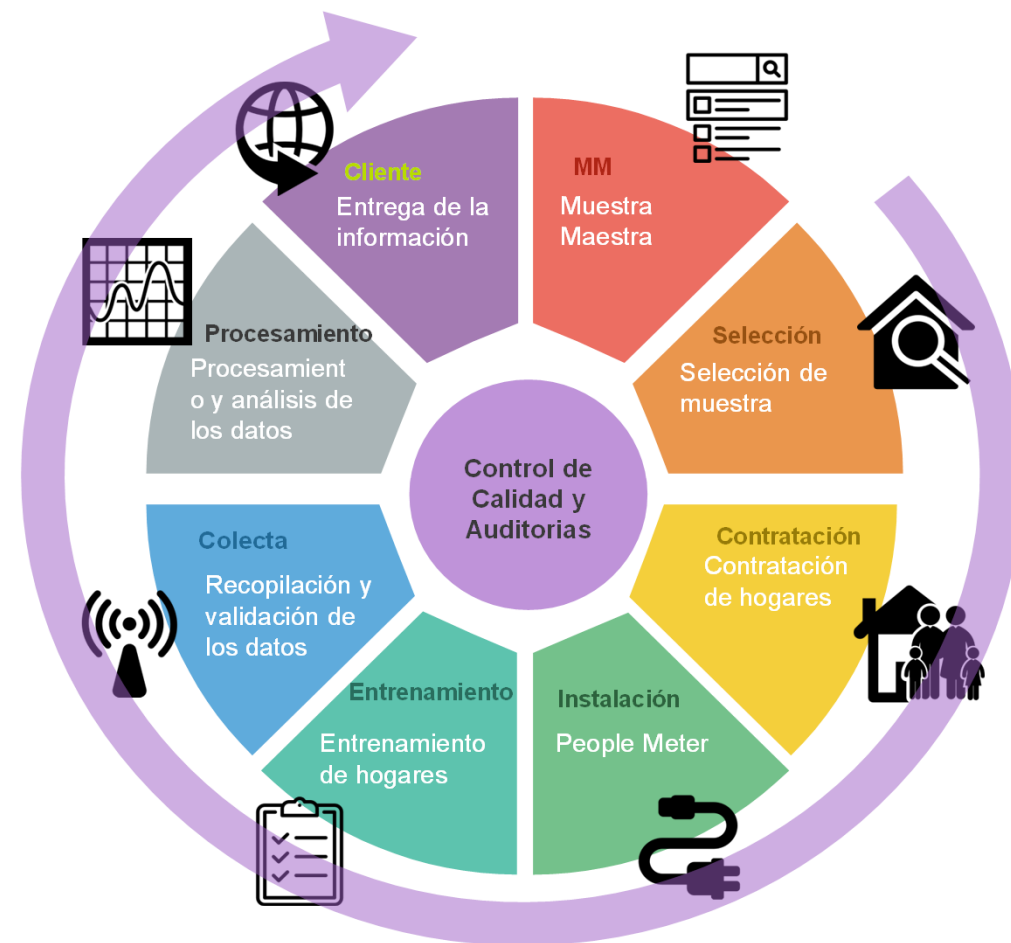 MM
Muestra
Maestra
Selección
Selección de
muestra
Contratación
Contratación
de hogares
Instalación
People Meter
Entrenamiento
Entrenamiento
de hogares
Colecta
Recopilación y
validación de
los datos
Procesamiento
Procesamient
o y análisis de
los datos
Cliente
Entrega de la
información
Control de
Calidad y
Auditorias